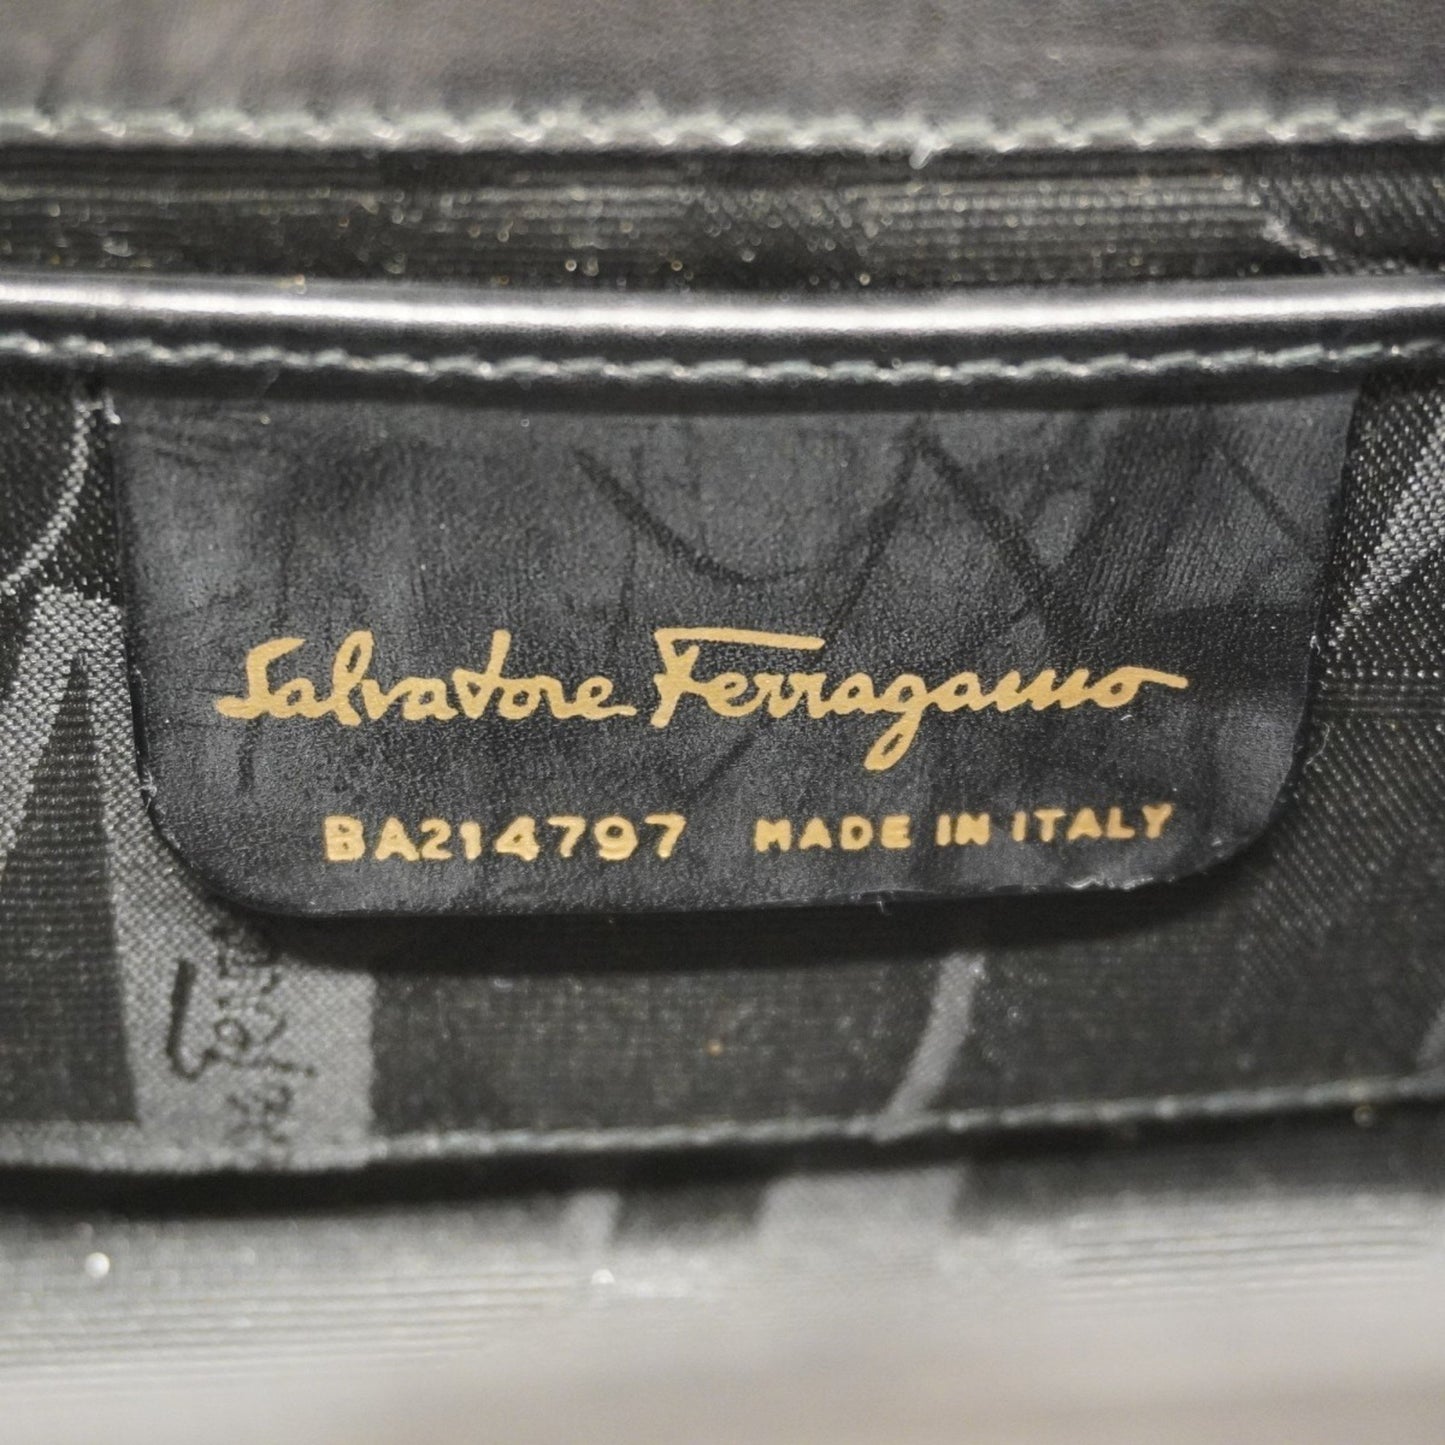 Salvatore Ferragamo
BA214797 MADE IN ITALY